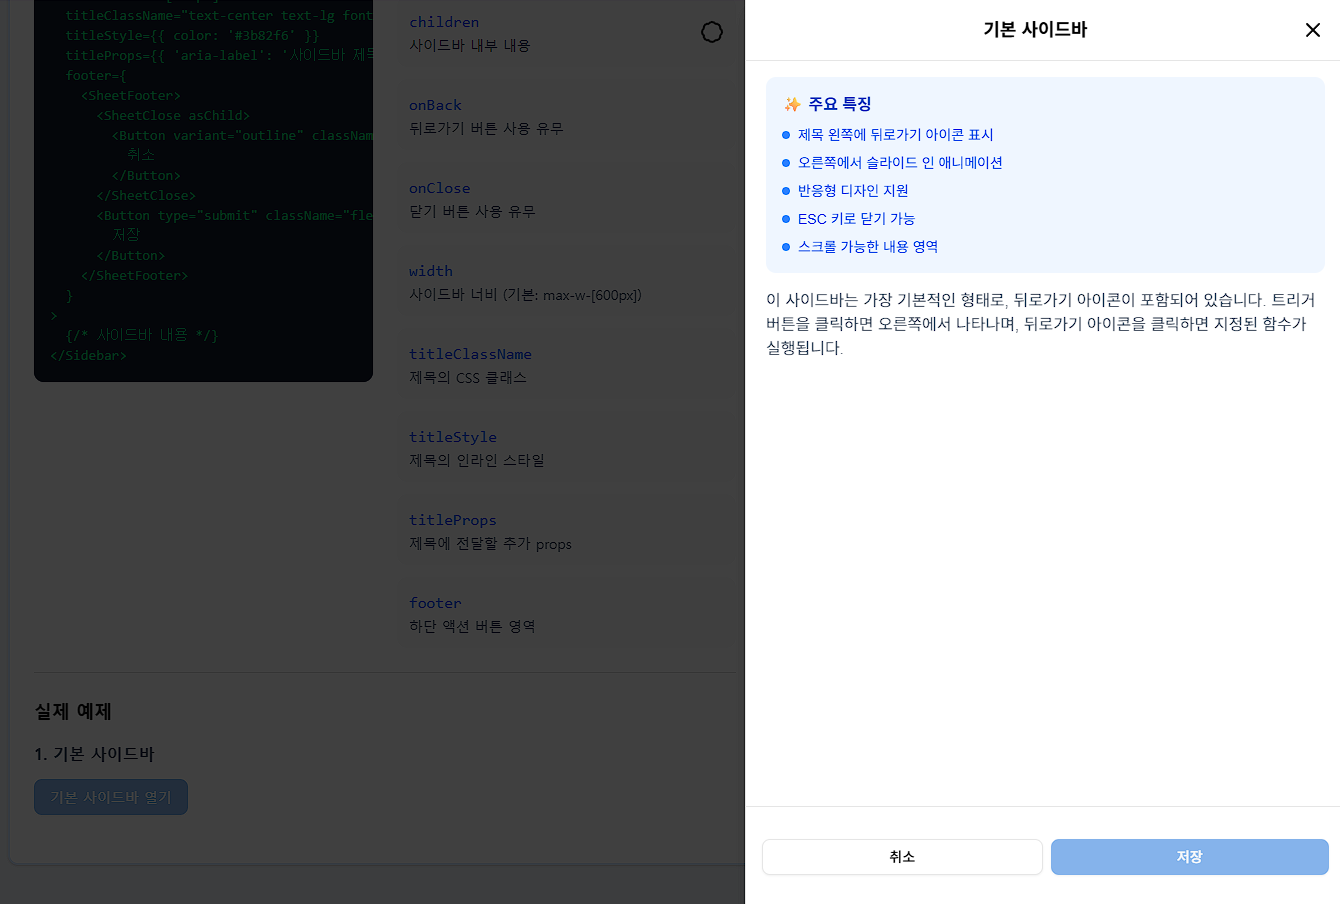 titleClassName="text-center text-lg font
titleStyle={{ color: '#3b82f6' }}
titleProps={{ 'aria-label': '사이드바 제목
footer={
<SheetFooter>
<SheetClose asChild>
<Button variant="outline" classNam
취소
</Button>
</SheetClose>
<Button type="submit" className="fle
저장
</Button>
</SheetFooter>
}
>
{/* 사이드바 내용 */}
</Sidebar>
children
사이드바 내부 내용
onBack
뒤로가기 버튼 사용 유무
onClose
닫기 버튼 사용 유무
width
사이드바 너비 (기본: max-w-[600px])
titleClassName
제목의 CSS 클래스
titleStyle
제목의 인라인 스타일
titleProps
제목에 전달할 추가 props
footer
하단 액션 버튼 영역
실제 예제
1. 기본 사이드바
기본 사이드바 열기
기본 사이드바
✨ 주요 특징
제목 왼쪽에 뒤로가기 아이콘 표시
오른쪽에서 슬라이드 인 애니메이션
반응형 디자인 지원
ESC 키로 닫기 가능
스크롤 가능한 내용 영역
이 사이드바는 가장 기본적인 형태로, 뒤로가기 아이콘이 포함되어 있습니다. 트리거
버튼을 클릭하면 오른쪽에서 나타나며, 뒤로가기 아이콘을 클릭하면 지정된 함수가
실행됩니다.
취소
저장